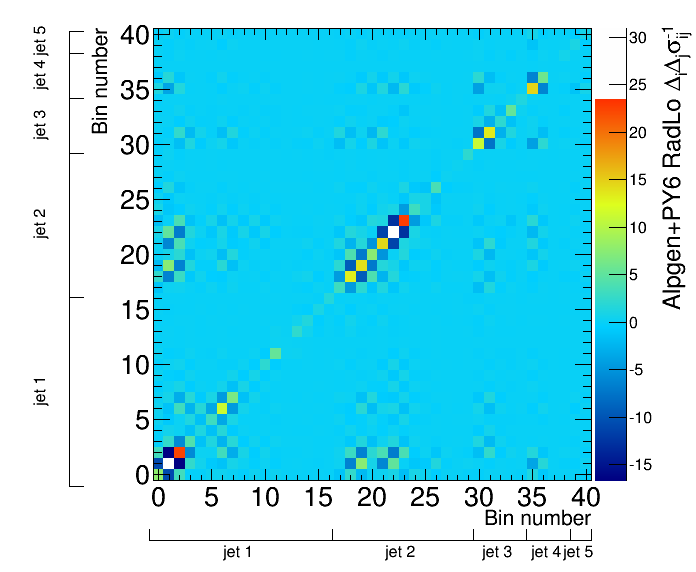 jet 1
jet 2
jet 3
jet 4
jet 5
Bin number
40
35
30
25
20
15
10
5
0
0 5 10 15 20 25 30 35 40
Bin number
jet 1 jet 2 jet 3 jet 4 jet 5
30
25
20
15
10
5
0
-5
-10
-15
Alpgen+PY6 RadLo ΔᵢΔⱼσᵢⱼ⁻¹